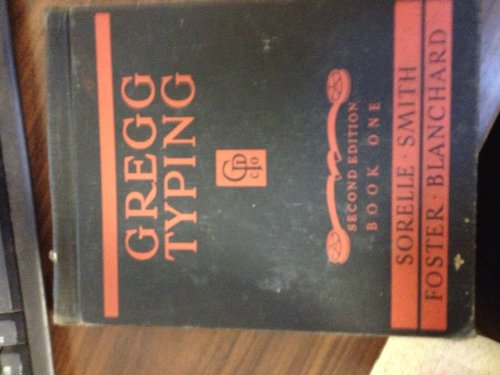 GREGG
TYPING
SECOND EDITION
BOOK ONE
SORELLE · SMITH
FOSTER · BLANCHARD